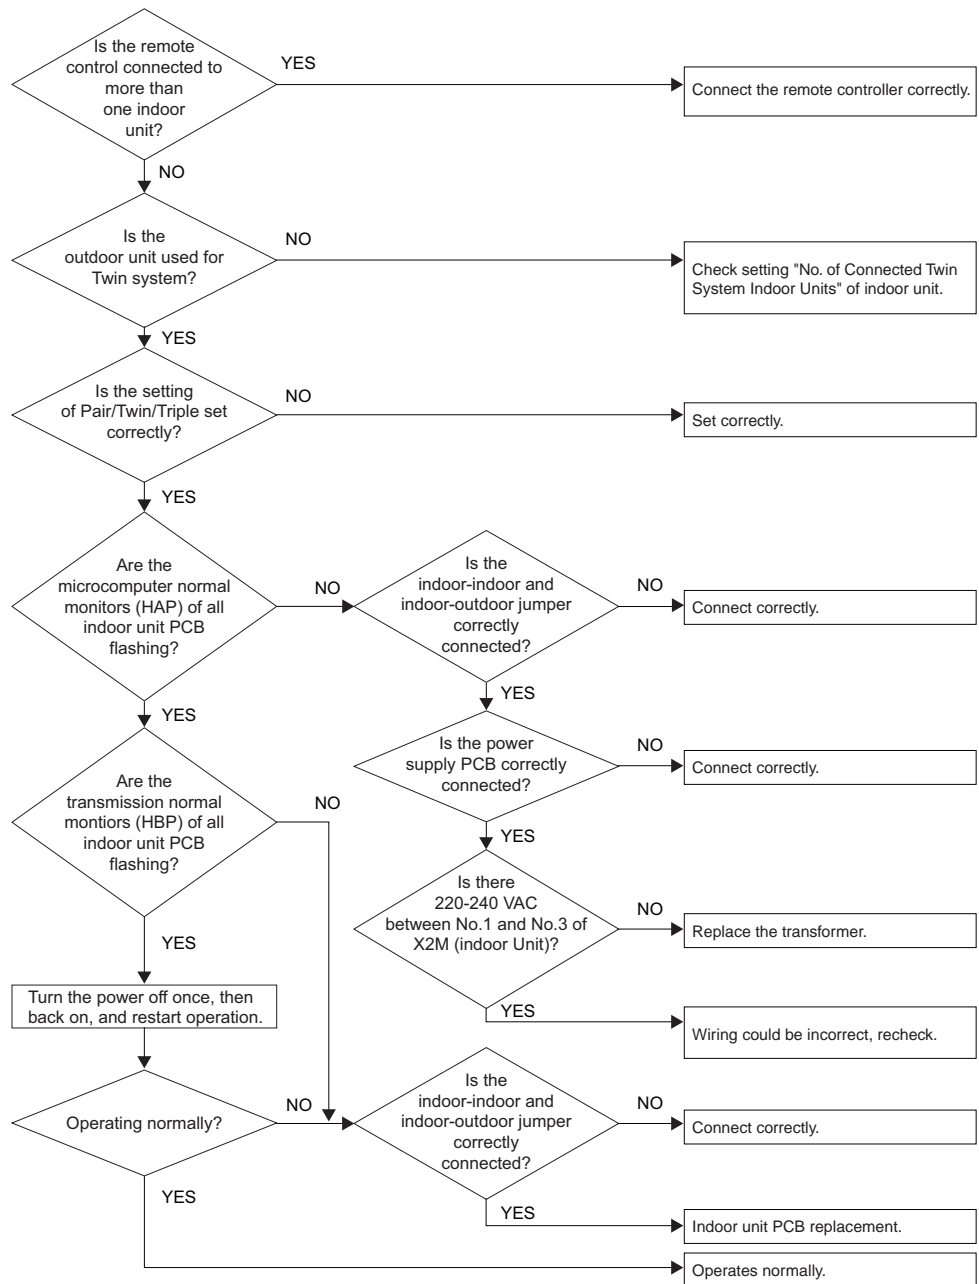 Is the remote
control connected to
more than
one indoor
unit?
YES
Connect the remote controller correctly.
NO
Is the
outdoor unit used for
Twin system?
NO
Check setting "No. of Connected Twin
System Indoor Units" of indoor unit.
YES
Is the setting
of Pair/Twin/Triple set
correctly?
NO
Set correctly.
YES
Are the
microcomputer normal
monitors (HAP) of all
indoor unit PCB
flashing?
NO
Is the
indoor-indoor and
indoor-outdoor jumper
correctly
connected?
NO
Connect correctly.
YES
YES
Is the power
supply PCB correctly
connected?
NO
Connect correctly.
Are the
transmission normal
montiors (HBP) of all
indoor unit PCB
flashing?
NO
YES
Is there
220-240 VAC
between No.1 and No.3 of
X2M (indoor Unit)?
NO
Replace the transformer.
YES
Turn the power off once, then
back on, and restart operation.
YES
Wiring could be incorrect, recheck.
Operating normally?
NO
Is the
indoor-indoor and
indoor-outdoor jumper
correctly
connected?
NO
Connect correctly.
YES
YES
Indoor unit PCB replacement.
Operates normally.